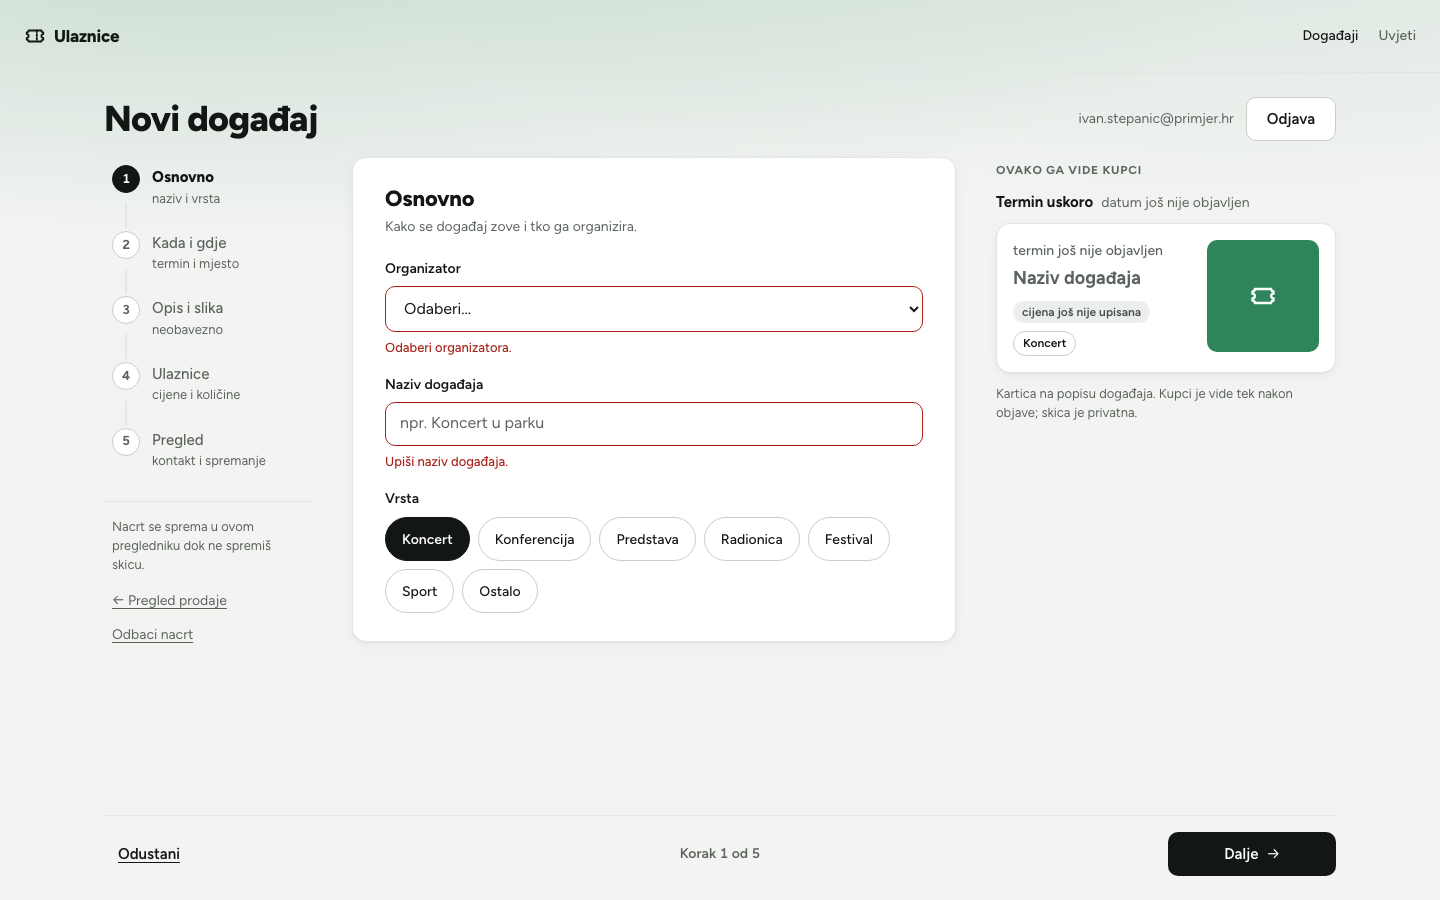 Ulaznice
Događaji
Uvjeti
Novi događaj
ivan.stepanic@primjer.hr
Odjava
1
Osnovno
naziv i vrsta
2
Kada i gdje
termin i mjesto
3
Opis i slika
neobavezno
4
Ulaznice
cijene i količine
5
Pregled
kontakt i spremanje
Nacrt se sprema u ovom
pregledniku dok ne spremiš
skicu.
← Pregled prodaje
Odbaci nacrt
Osnovno
Kako se događaj zove i tko ga organizira.
Organizator
Odaberi...
Odaberi organizatora.
Naziv događaja
npr. Koncert u parku
Upiši naziv događaja.
Vrsta
Koncert
Konferencija
Predstava
Radionica
Festival
Sport
Ostalo
OVAKO GA VIDE KUPCI
Termin uskoro datum još nije objavljen
termin još nije objavljen
Naziv događaja
cijena još nije upisana
Koncert
Kartica na popisu događaja. Kupci je vide tek nakon
objave; skica je privatna.
Odustani
Korak 1 od 5
Dalje →